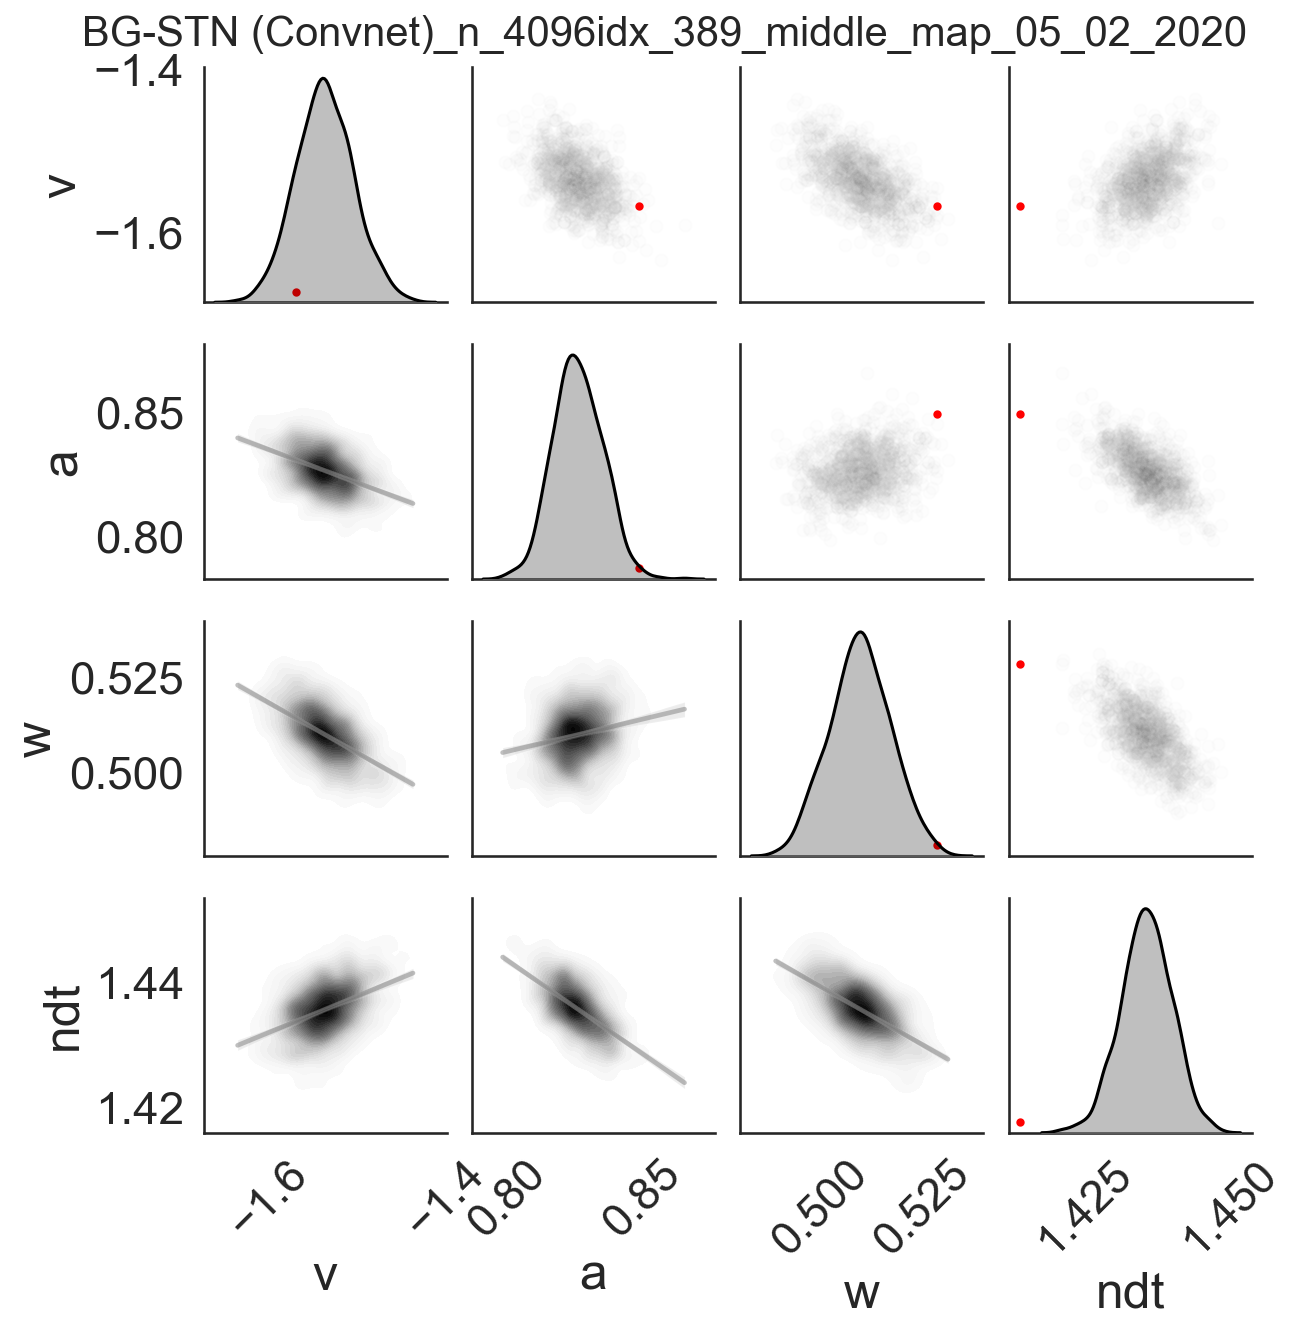 BG-STN (Convnet)_n_4096idx_389_middle_map_05_02_2020
−1.4
v
−1.6
0.85
a
0.80
0.525
w
0.500
1.44
ndt
1.42
−1.6 −1.4 0.80 0.85 0.500 0.525 1.425 1.450
v a w ndt